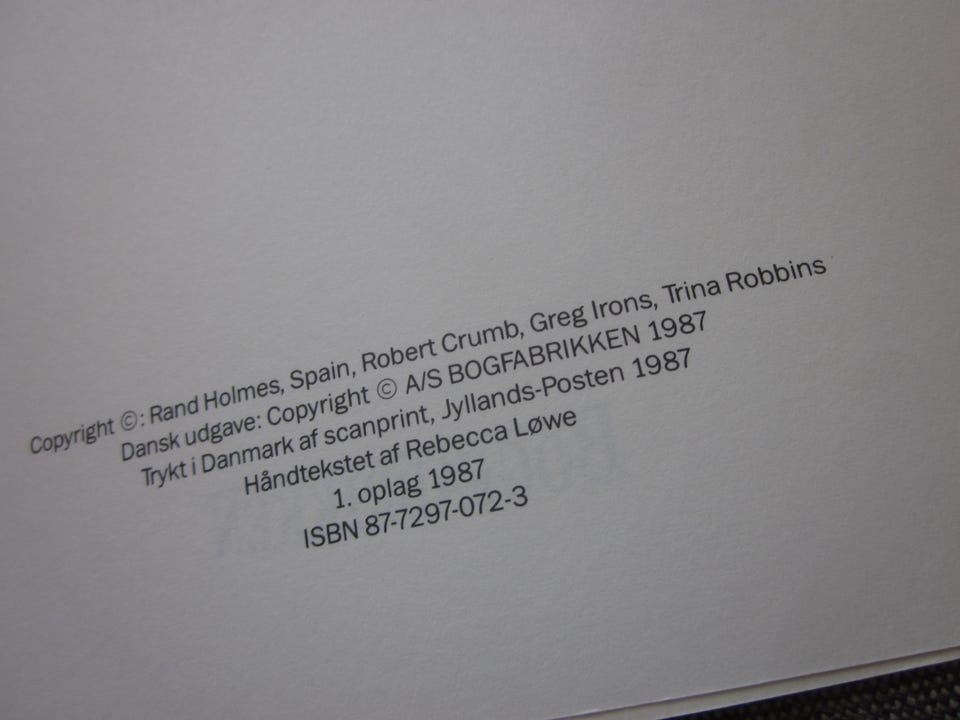 Copyright ©: Rand Holmes, Spain, Robert Crumb, Greg Irons, Trina Robbins
Dansk udgave: Copyright © A/S BOGFABRIKKEN 1987
Trykt i Danmark af scanprint, Jyllands-Posten 1987
Håndtekstet af Rebecca Løwe
1. oplag 1987
ISBN 87-7297-072-3